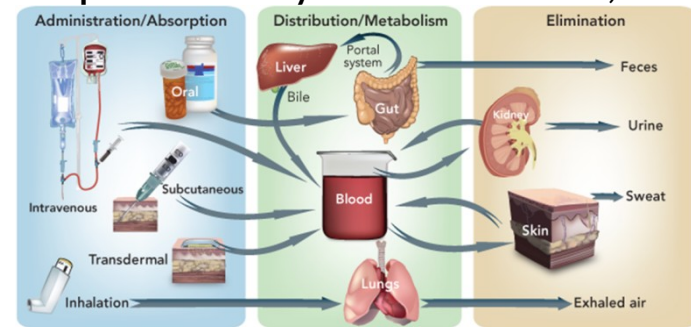 Administration/Absorption
Distribution/Metabolism
Elimination
Oral
Intravenous
Subcutaneous
Transdermal
Inhalation
Liver
Portal
system
Bile
Gut
Blood
Lungs
Kidney
Skin
Feces
Urine
Sweat
Exhaled air